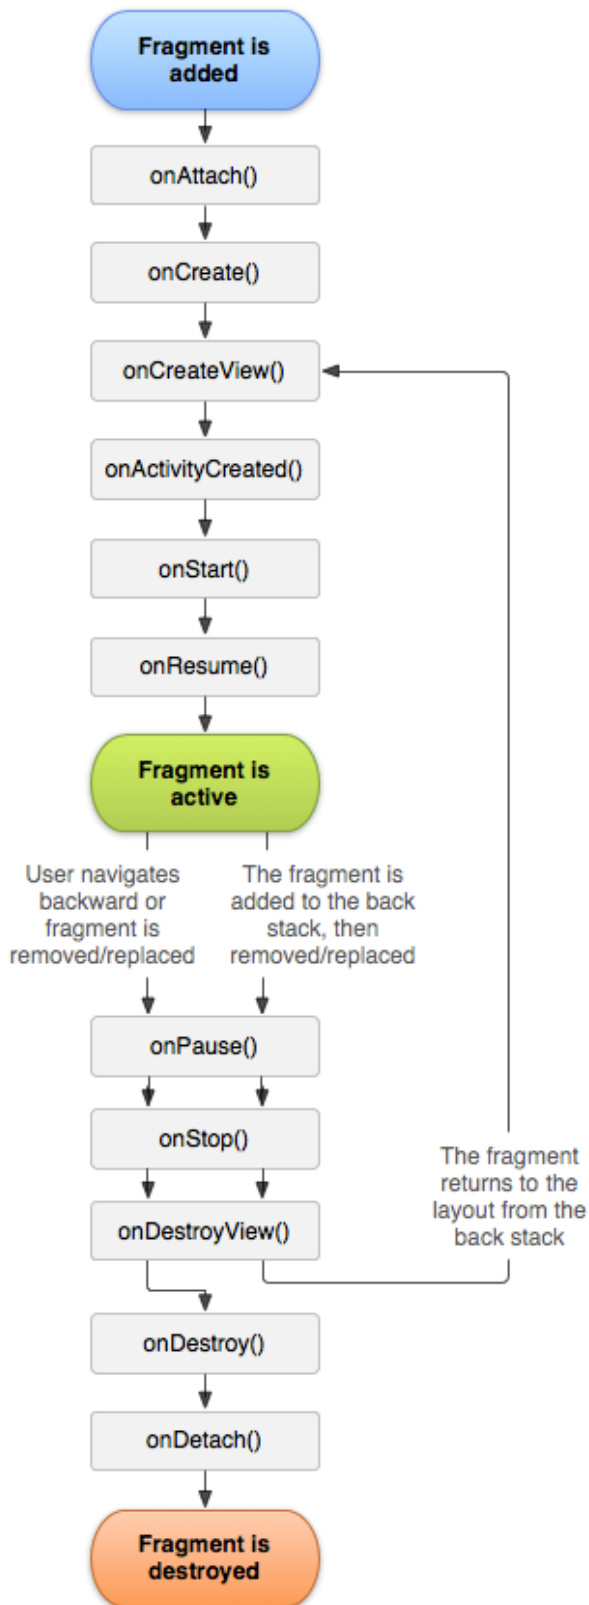 Fragment is
added
onAttach()
onCreate()
onCreateView()
onActivityCreated()
onStart()
onResume()
Fragment is
active
User navigates
backward or
fragment is
removed/replaced
The fragment is
added to the back
stack, then
removed/replaced
onPause()
onStop()
onDestroyView()
The fragment
returns to the
layout from the
back stack
onDestroy()
onDetach()
Fragment is
destroyed